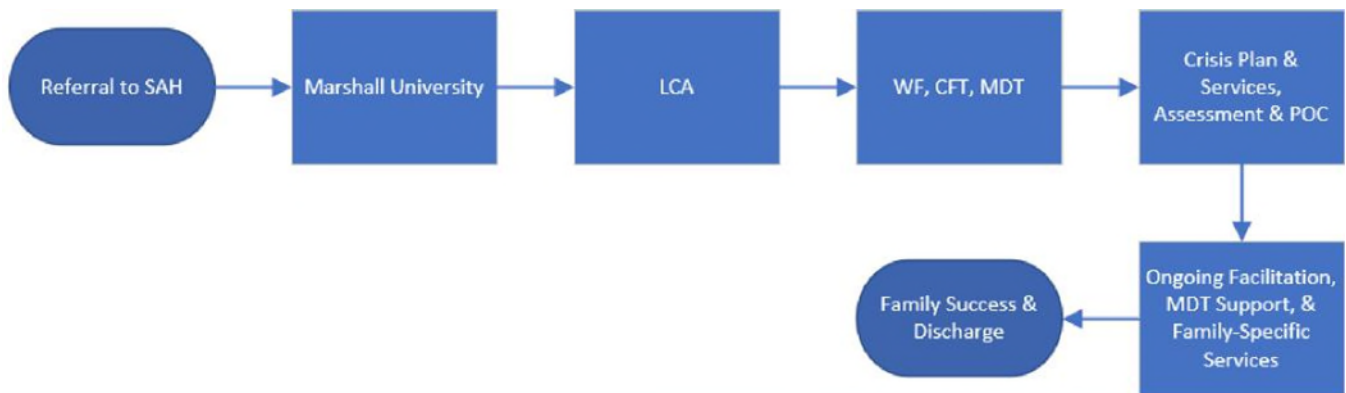 Referral to SAH
Marshall University
LCA
WF, CFT, MDT
Crisis Plan &
Services,
Assessment & POC
Ongoing Facilitation,
MDT Support, &
Family-Specific
Services
Family Success &
Discharge